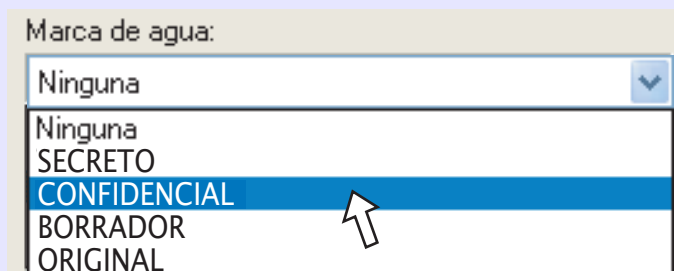 Marca de agua:
Ninguna
Ninguna
SECRETO
CONFIDENCIAL
BORRADOR
ORIGINAL